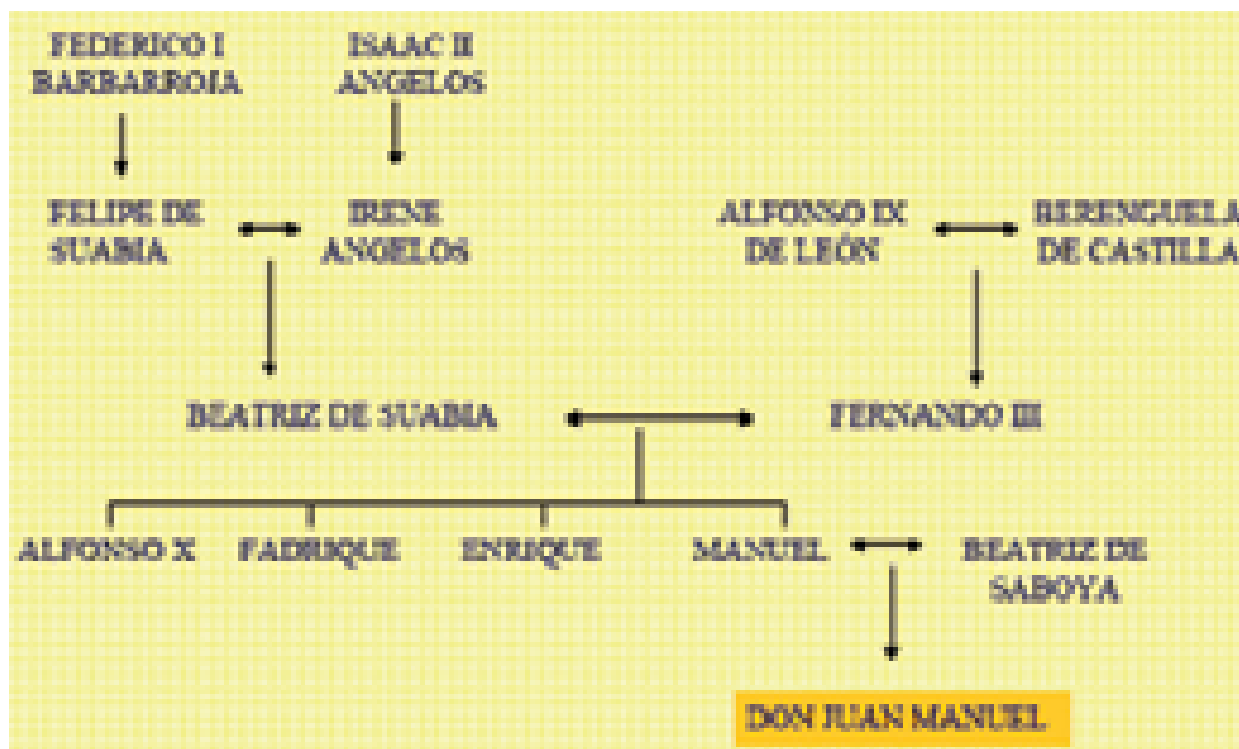 FEDERICO I
BARBARROJA
ISAAC II
ANGELOS
FELIPE DE
SUABIA
IRENE
ANGELOS
ALFONSO IX
DE LEÓN
BERENGUELA
DE CASTILLA
BEATRIZ DE SUABIA
FERNANDO III
ALFONSO X
FADRIQUE
ENRIQUE
MANUEL
BEATRIZ DE
SABOYA
DON JUAN MANUEL